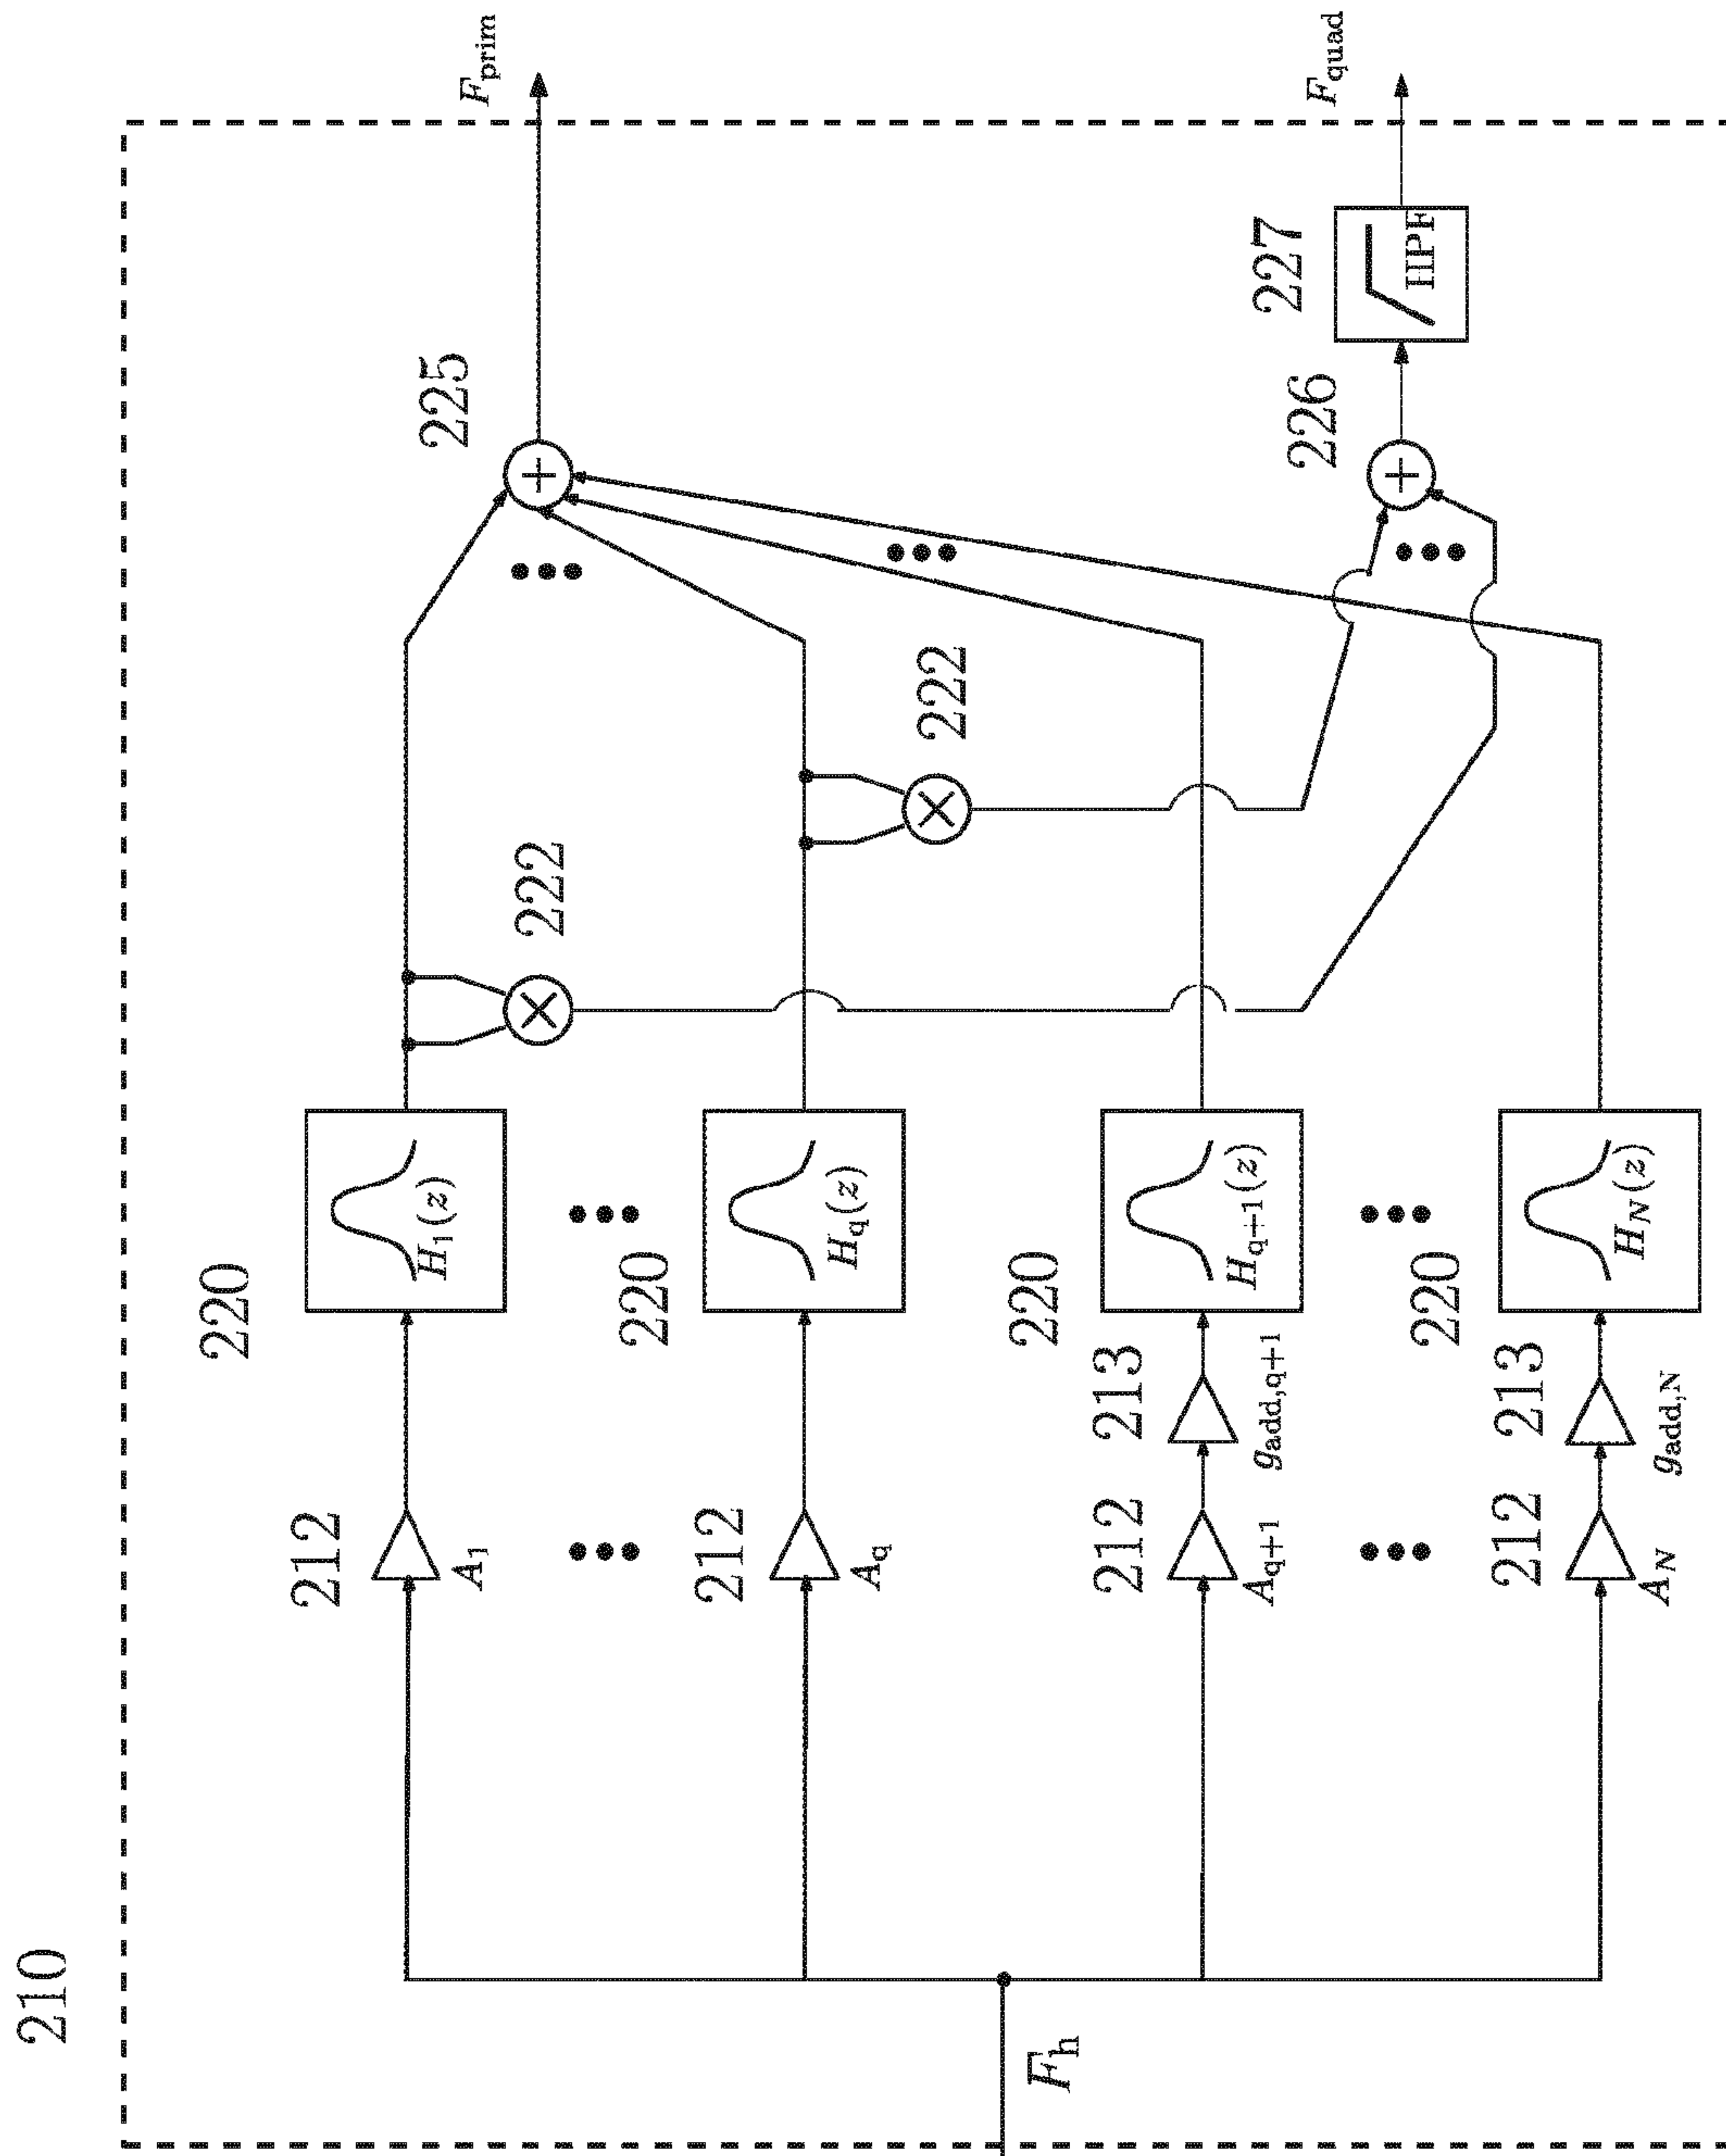 210
F_h
212
A_1
220
H_1(z)
222
225
F_prim
212
A_q
220
H_q(z)
222
212
A_q+1
213
g_add,q+1
220
H_q+1(z)
226
227
HPF
F_quad
212
A_N
213
g_add,N
220
H_N(z)